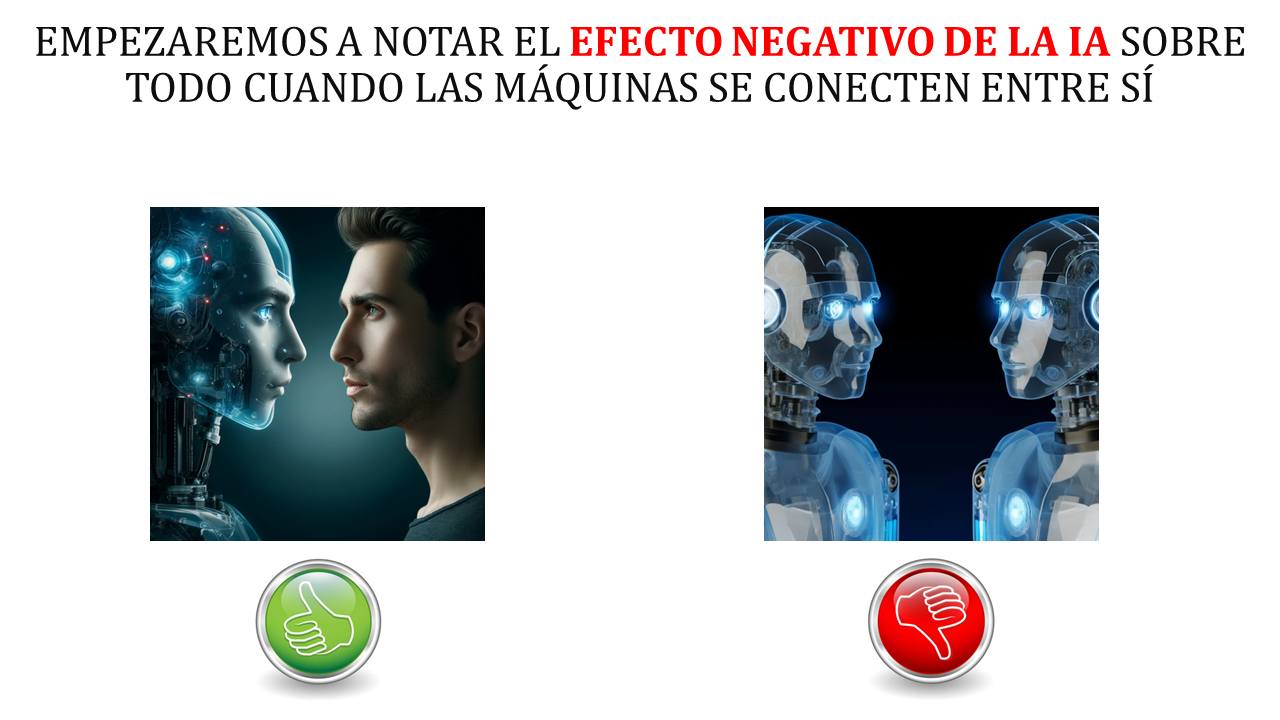 EMPEZAREMOS A NOTAR EL EFECTO NEGATIVO DE LA IA SOBRE
TODO CUANDO LAS MÁQUINAS SE CONECTEN ENTRE SÍ